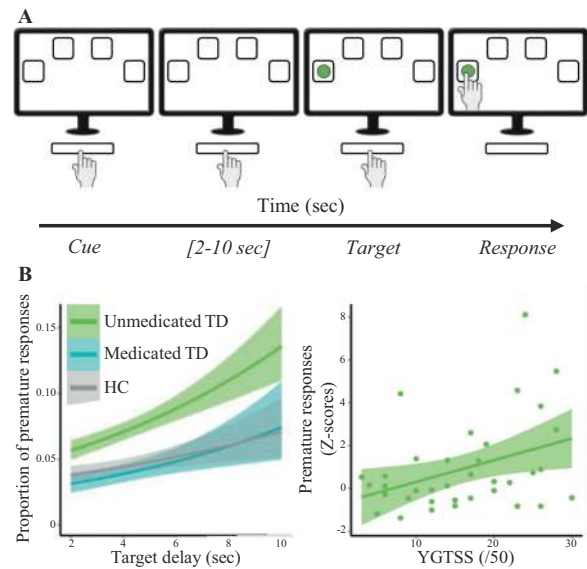 A
Time (sec)
Cue
[2-10 sec]
Target
Response
B
Proportion of premature responses
0.15
0.10
0.05
0
Unmedicated TD
Medicated TD
HC
2
4
6
8
10
Target delay (sec)
Premature responses
(Z-scores)
8
6
4
2
0
-2
10
20
30
YGTSS (/50)